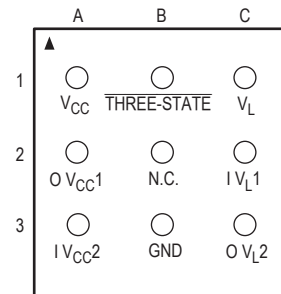 A B C
1
V_CC THREE-STATE V_L
2
O V_CC1 N.C. I V_L1
3
I V_CC2 GND O V_L2